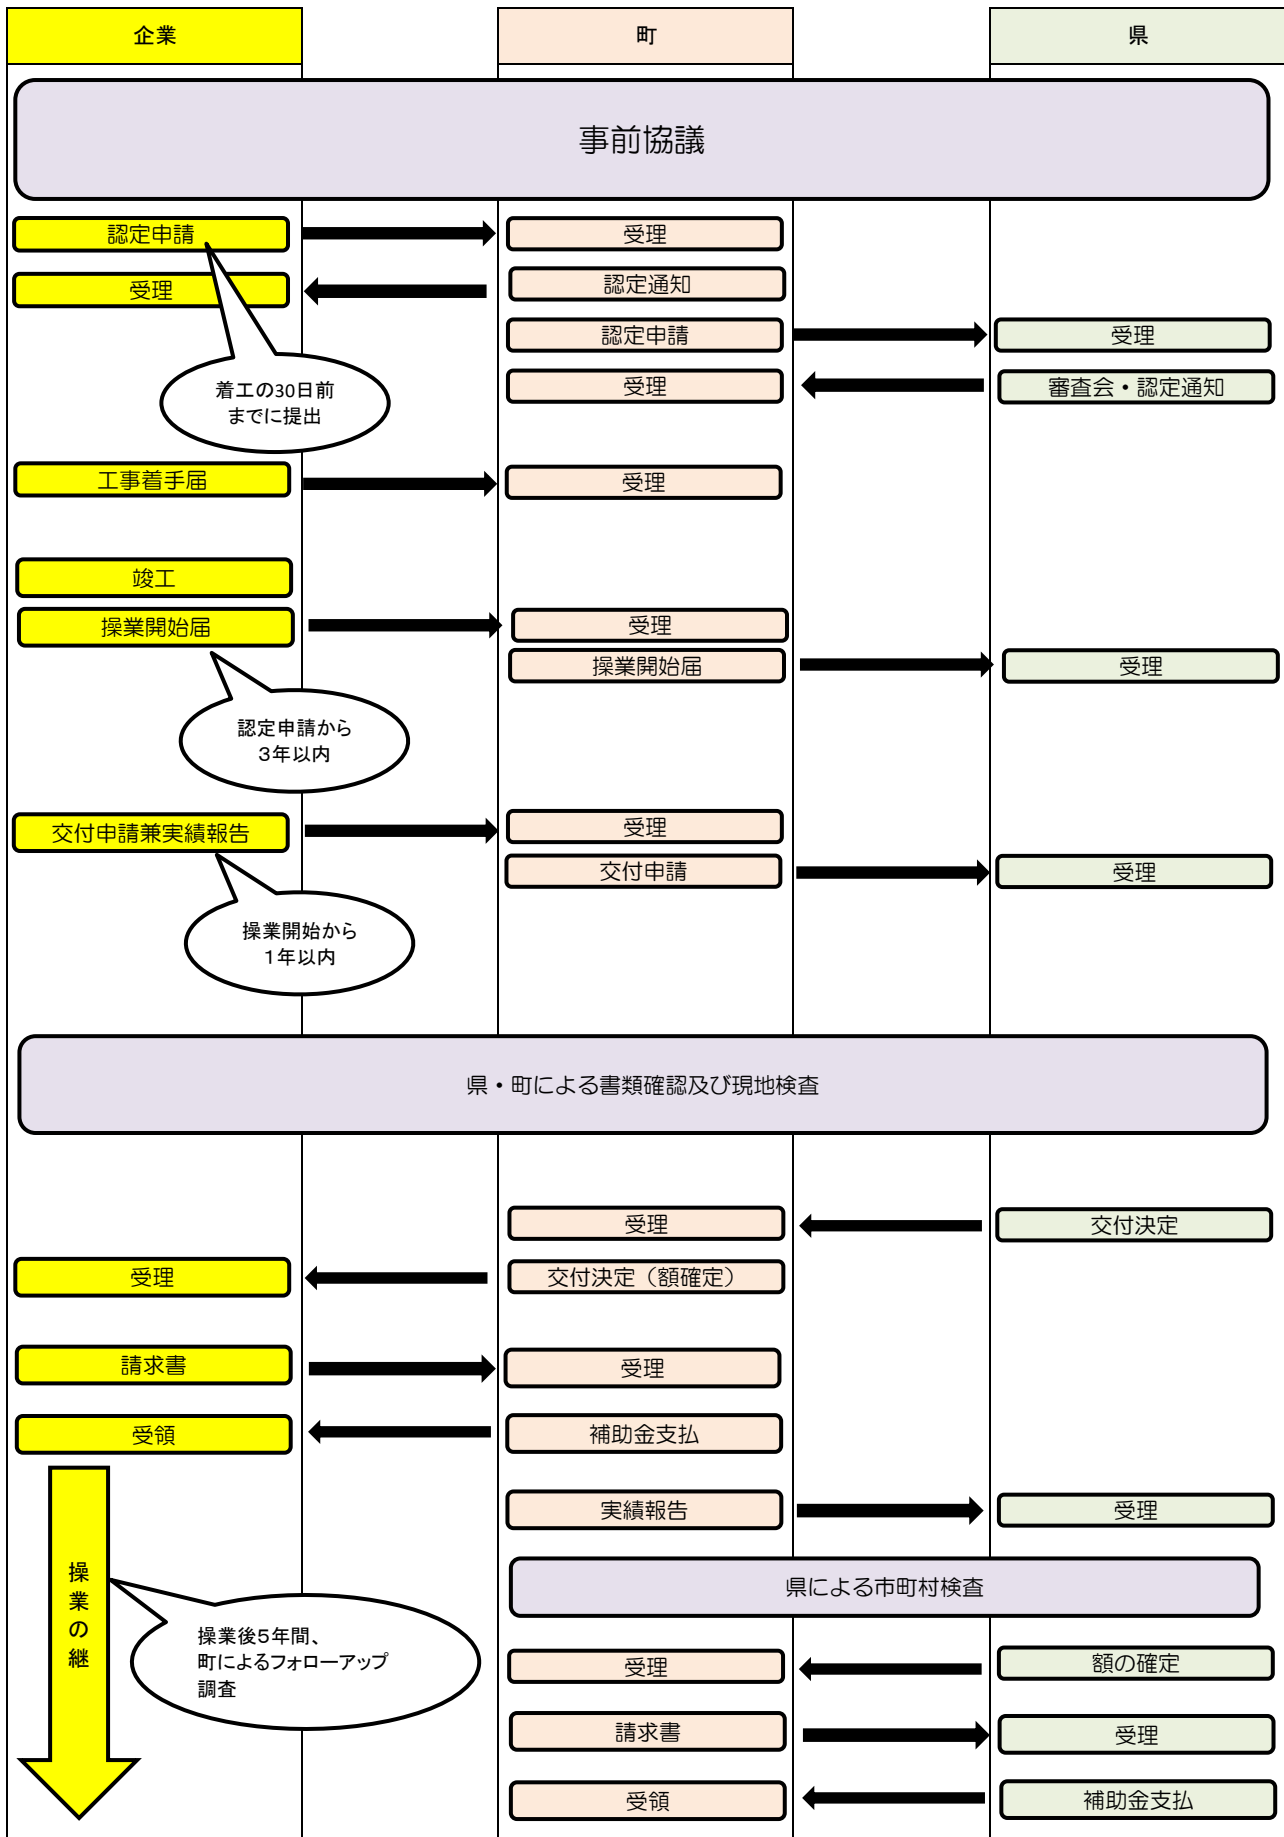 企業
町
県
事前協議
認定申請
受理
受理
認定通知
認定申請
受理
着工の30日前
までに提出
受理
審査会・認定通知
工事着手届
受理
竣工
操業開始届
受理
操業開始届
受理
認定申請から
３年以内
交付申請兼実績報告
受理
交付申請
受理
操業開始から
１年以内
県・町による書類確認及び現地検査
受理
交付決定
受理
交付決定（額確定）
請求書
受理
受領
補助金支払
実績報告
受理
操業の継
県による市町村検査
操業後５年間、
町によるフォローアップ
調査
受理
額の確定
請求書
受理
受領
補助金支払